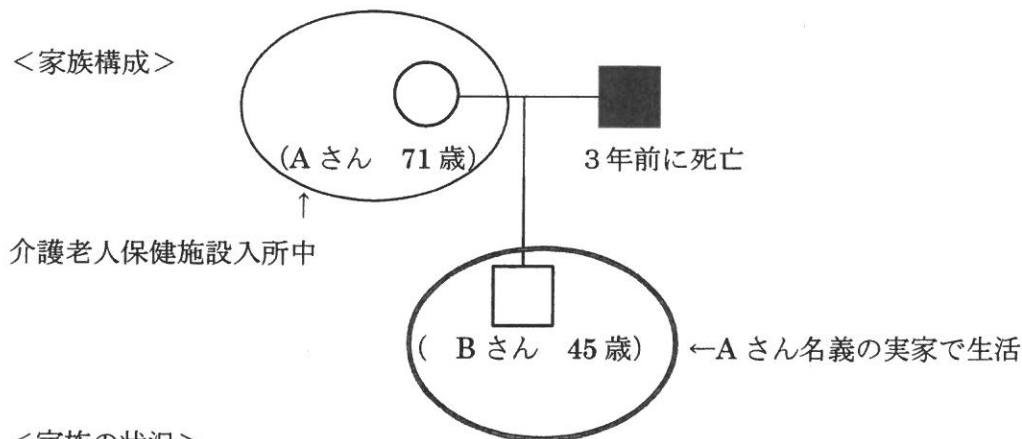 <家族構成>
(A さん 71 歳)
3年前に死亡
↑
介護老人保健施設入所中
( B さん 45 歳)
←A さん名義の実家で生活
<家族の状況>